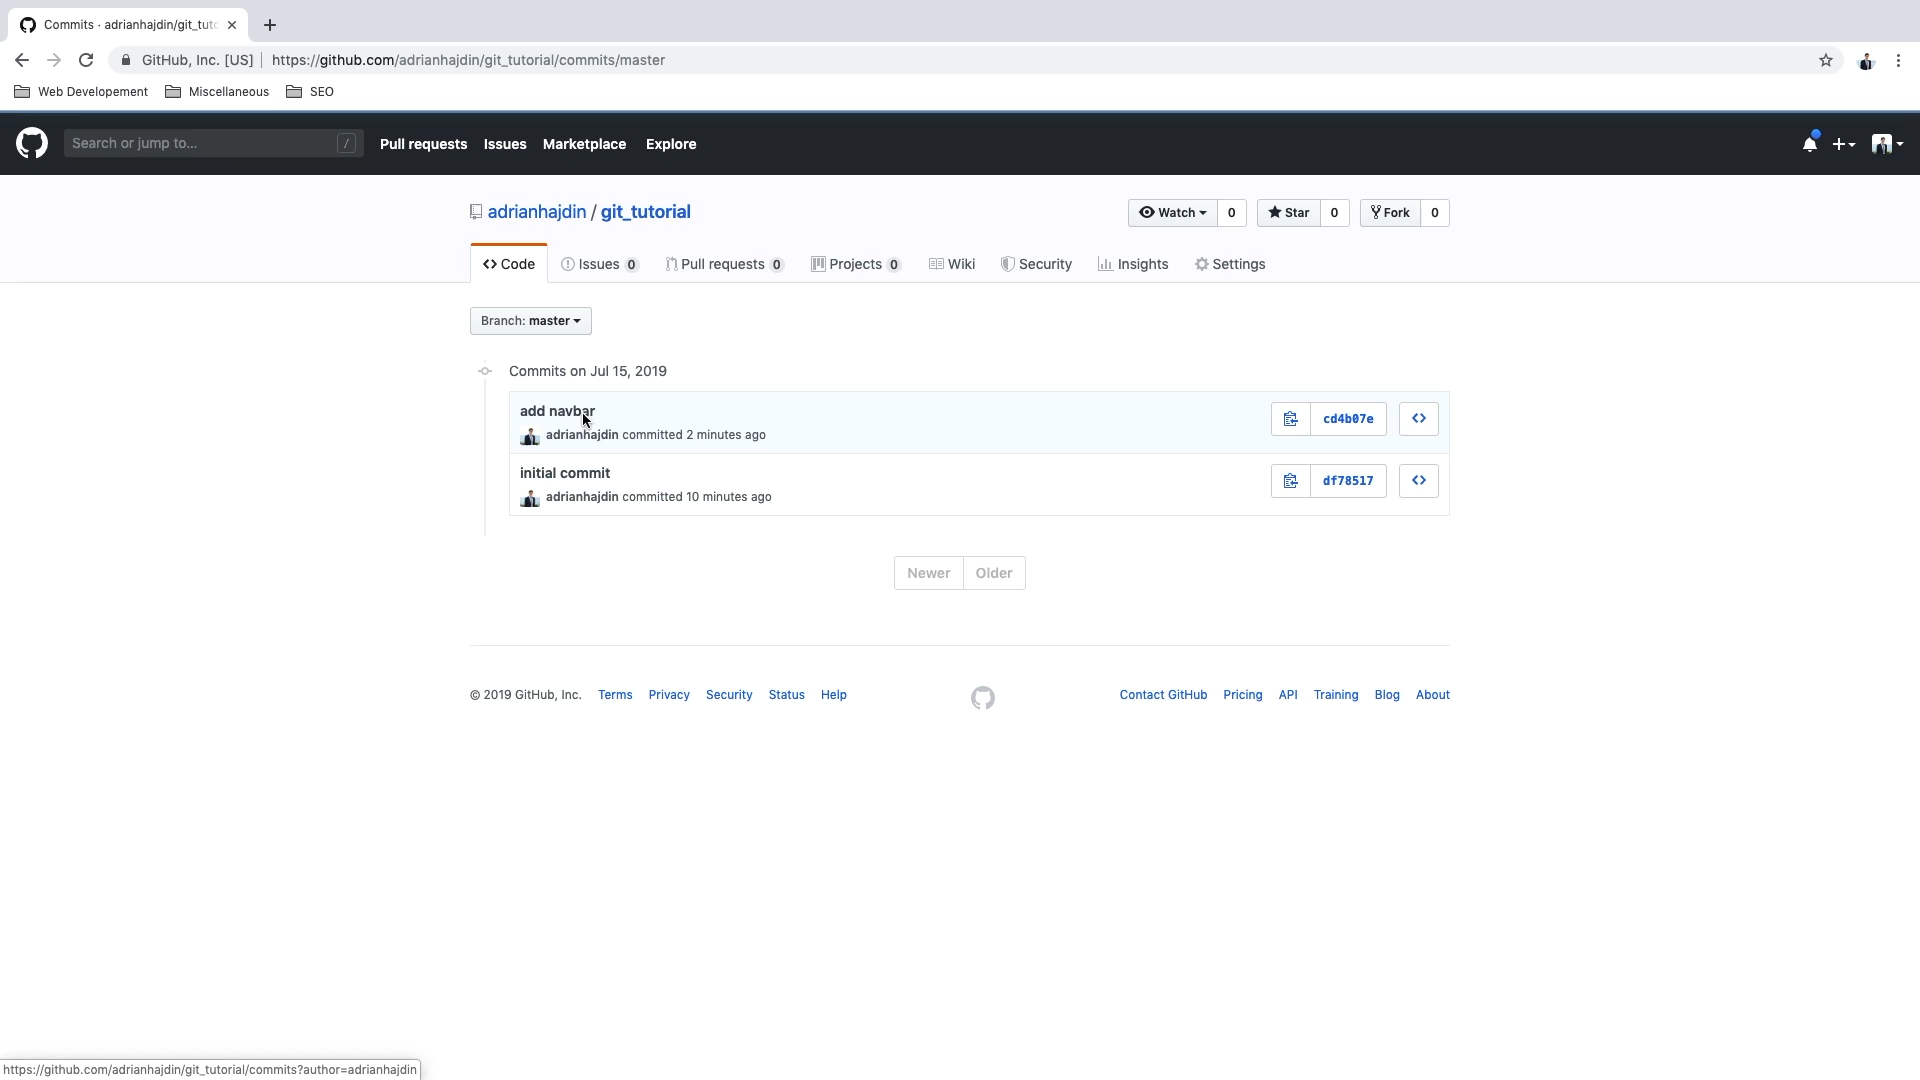 Commits · adrianhajdin/git_tuto
GitHub, Inc. [US] https://github.com/adrianhajdin/git_tutorial/commits/master
Web Developement Miscellaneous SEO
Search or jump to... / Pull requests Issues Marketplace Explore
adrianhajdin / git_tutorial Watch 0 Star 0 Fork 0
Code Issues 0 Pull requests 0 Projects 0 Wiki Security Insights Settings
Branch: master
Commits on Jul 15, 2019
add navbar
cd4b07e
adrianhajdin committed 2 minutes ago
initial commit
df78517
adrianhajdin committed 10 minutes ago
Newer Older
© 2019 GitHub, Inc. Terms Privacy Security Status Help Contact GitHub Pricing API Training Blog About
https://github.com/adrianhajdin/git_tutorial/commits?author=adrianhajdin